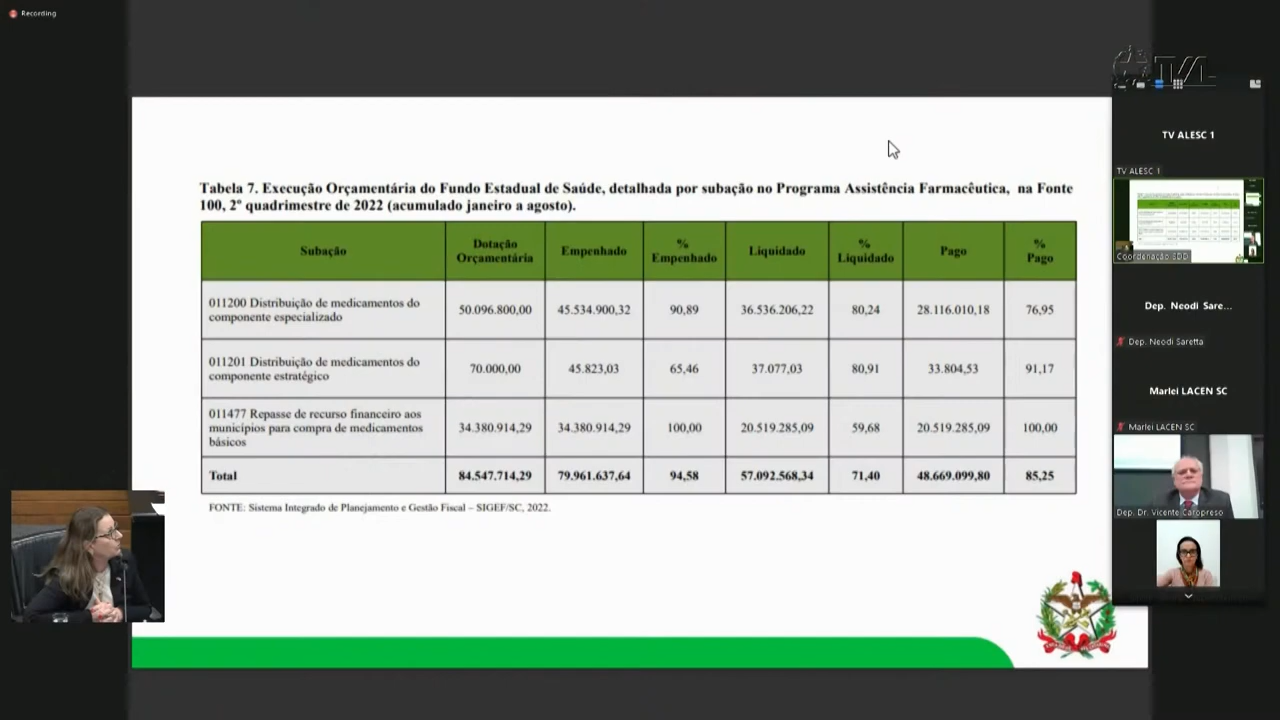 Recording
TVAL
TV ALESC 1
TV ALESC 1
Coordenação EDD
Dep. Neodi Sare...
Dep. Neodi Saretta
Marlei LACEN SC
Marlei LACEN SC
Dep. Dr. Vicente Caropreso
Tabela 7. Execução Orçamentária do Fundo Estadual de Saúde, detalhada por subação no Programa Assistência Farmacêutica, na Fonte
100, 2º quadrimestre de 2022 (acumulado janeiro a agosto).
Subação Dotação Orçamentária Empenhado % Empenhado Liquidado % Liquidado Pago % Pago
011200 Distribuição de medicamentos do
componente especializado 50.096.800,00 45.534.900,32 90,89 36.536.206,22 80,24 28.116.010,18 76,95
011201 Distribuição de medicamentos do
componente estratégico 70.000,00 45.823,03 65,46 37.077,03 80,91 33.804,53 91,17
011477 Repasse de recurso financeiro aos
municípios para compra de medicamentos
básicos 34.380.914,29 34.380.914,29 100,00 20.519.285,09 59,68 20.519.285,09 100,00
Total 84.547.714,29 79.961.637,64 94,58 57.092.568,34 71,40 48.669.099,80 85,25
FONTE: Sistema Integrado de Planejamento e Gestão Fiscal – SIGEF/SC, 2022.